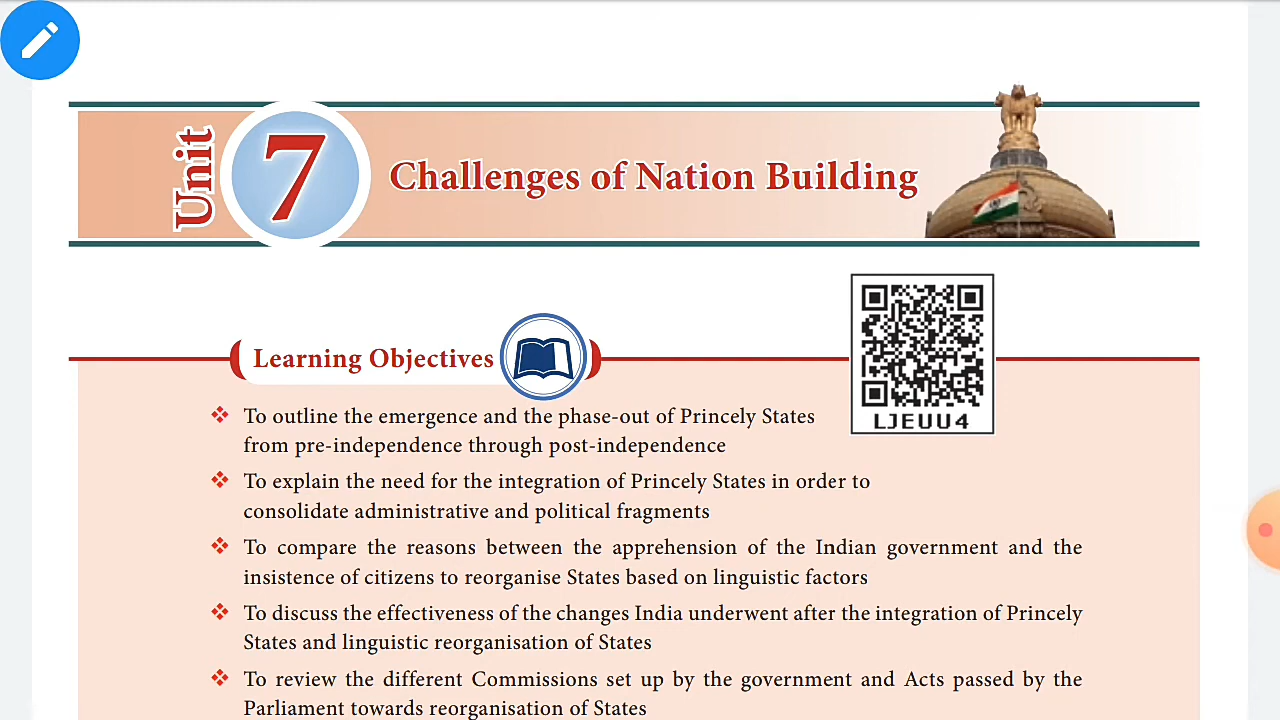 Unit
7
Challenges of Nation Building
LJEUU4
Learning Objectives
To outline the emergence and the phase-out of Princely States
from pre-independence through post-independence
To explain the need for the integration of Princely States in order to
consolidate administrative and political fragments
To compare the reasons between the apprehension of the Indian government and the
insistence of citizens to reorganise States based on linguistic factors
To discuss the effectiveness of the changes India underwent after the integration of Princely
States and linguistic reorganisation of States
To review the different Commissions set up by the government and Acts passed by the
Parliament towards reorganisation of States